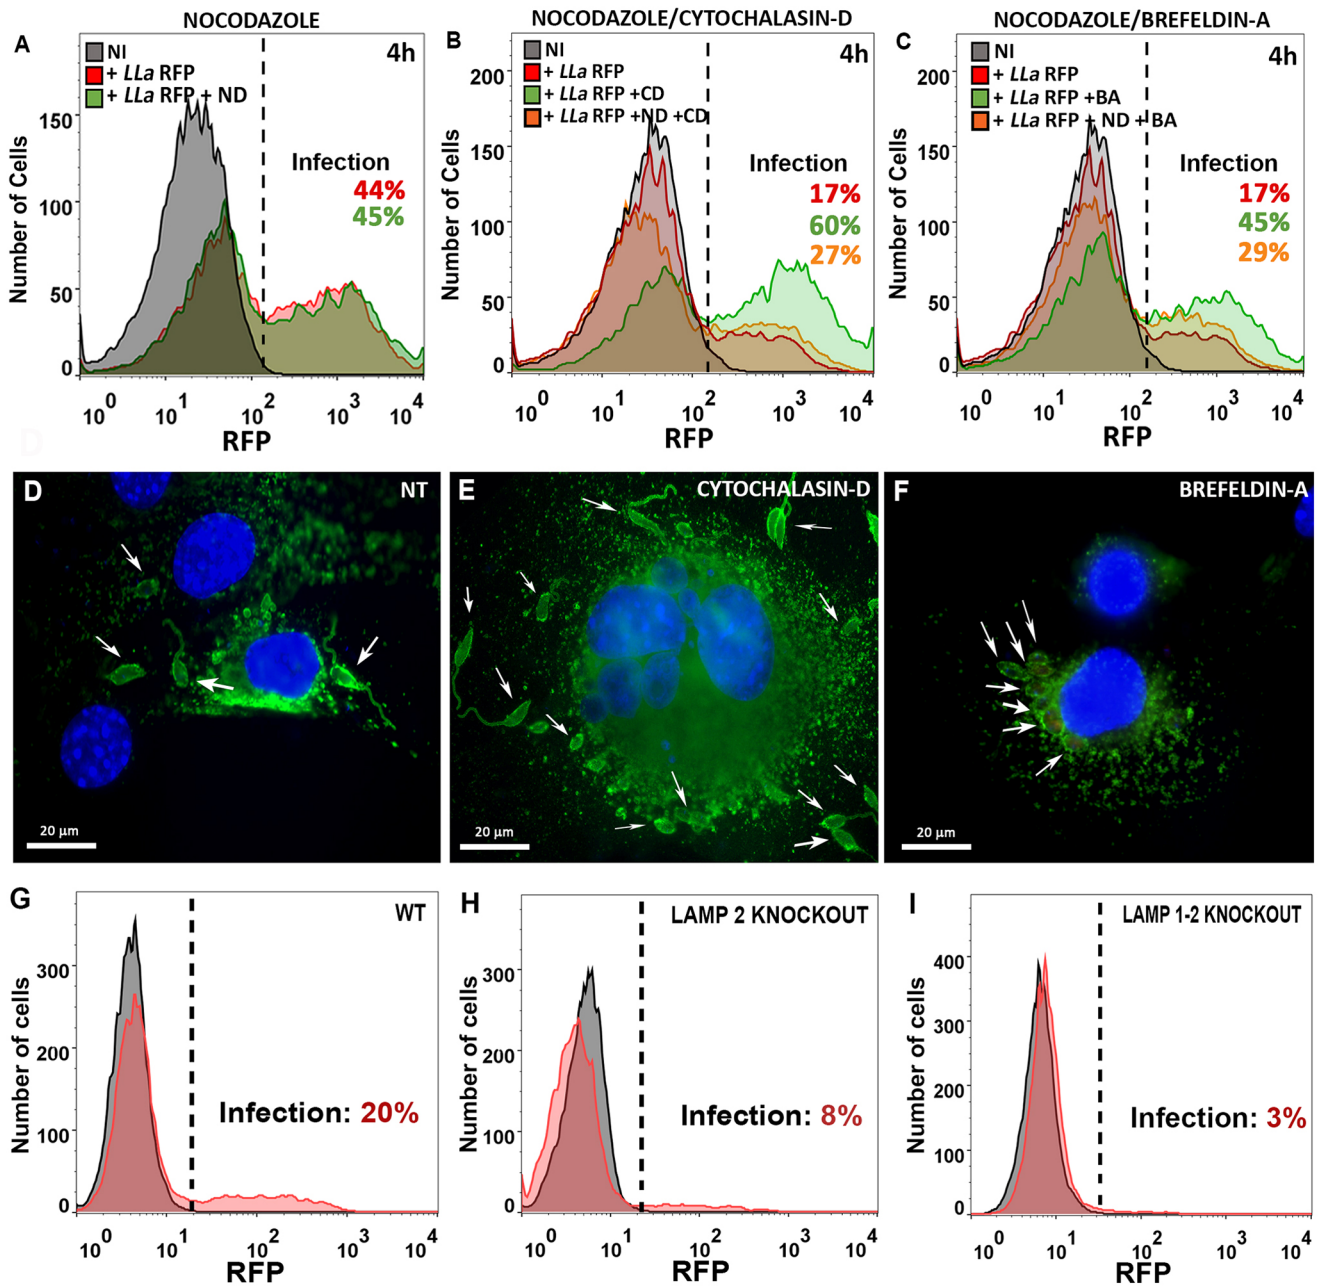 NOCODAZOLE
A
4h
NI
+ LLa RFP
+ LLa RFP + ND
Infection
44%
45%
Number of Cells
150
100
50
0
10^0 10^1 10^2 10^3 10^4
RFP
NOCODAZOLE/CYTOCHALASIN-D
B
4h
NI
+ LLa RFP
+ LLa RFP +CD
+ LLa RFP +ND +CD
Infection
17%
60%
27%
Number of Cells
200
150
100
50
0
10^0 10^1 10^2 10^3 10^4
RFP
NOCODAZOLE/BREFELDIN-A
C
4h
NI
+ LLa RFP
+ LLa RFP +BA
+ LLa RFP + ND + BA
Infection
17%
45%
29%
Number of Cells
200
150
100
50
0
10^0 10^1 10^2 10^3 10^4
RFP
D NT
20 µm
E CYTOCHALASIN-D
20 µm
F BREFELDIN-A
20 µm
G WT
Infection: 20%
Number of cells
300
200
100
0
10^0 10^1 10^2 10^3 10^4
RFP
H LAMP 2 KNOCKOUT
Infection: 8%
Number of cells
300
200
100
0
10^0 10^1 10^2 10^3 10^4
RFP
I LAMP 1-2 KNOCKOUT
Infection: 3%
Number of cells
400
300
200
100
0
10^0 10^1 10^2 10^3 10^4
RFP